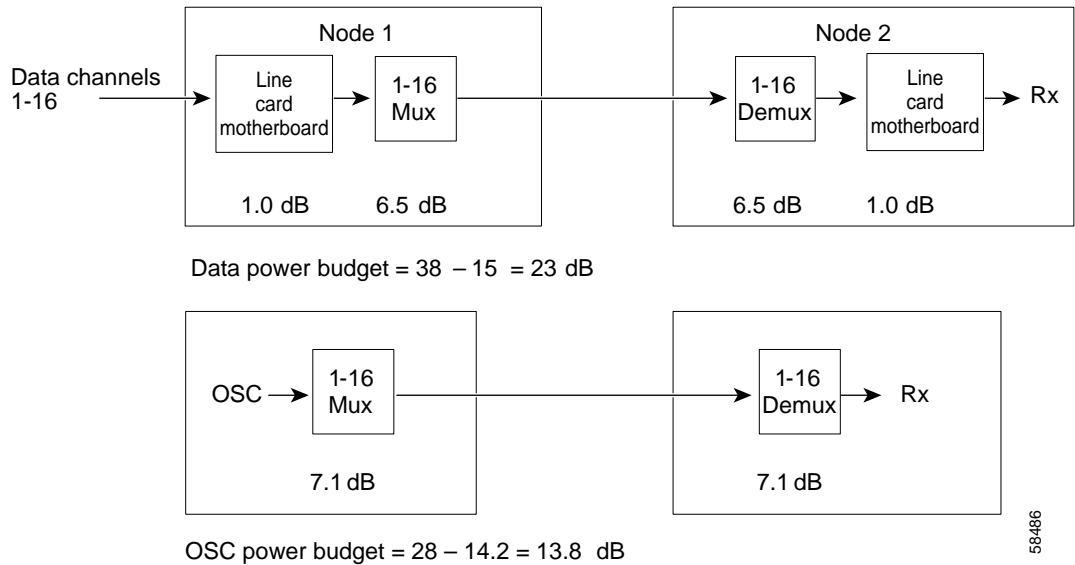 Node 1
Node 2
Data channels
1-16
Line
card
motherboard
1-16
Mux
1-16
Demux
Line
card
motherboard
Rx
1.0 dB
6.5 dB
6.5 dB
1.0 dB
Data power budget = 38 – 15 = 23 dB
OSC
1-16
Mux
1-16
Demux
Rx
7.1 dB
7.1 dB
58486
OSC power budget = 28 – 14.2 = 13.8 dB